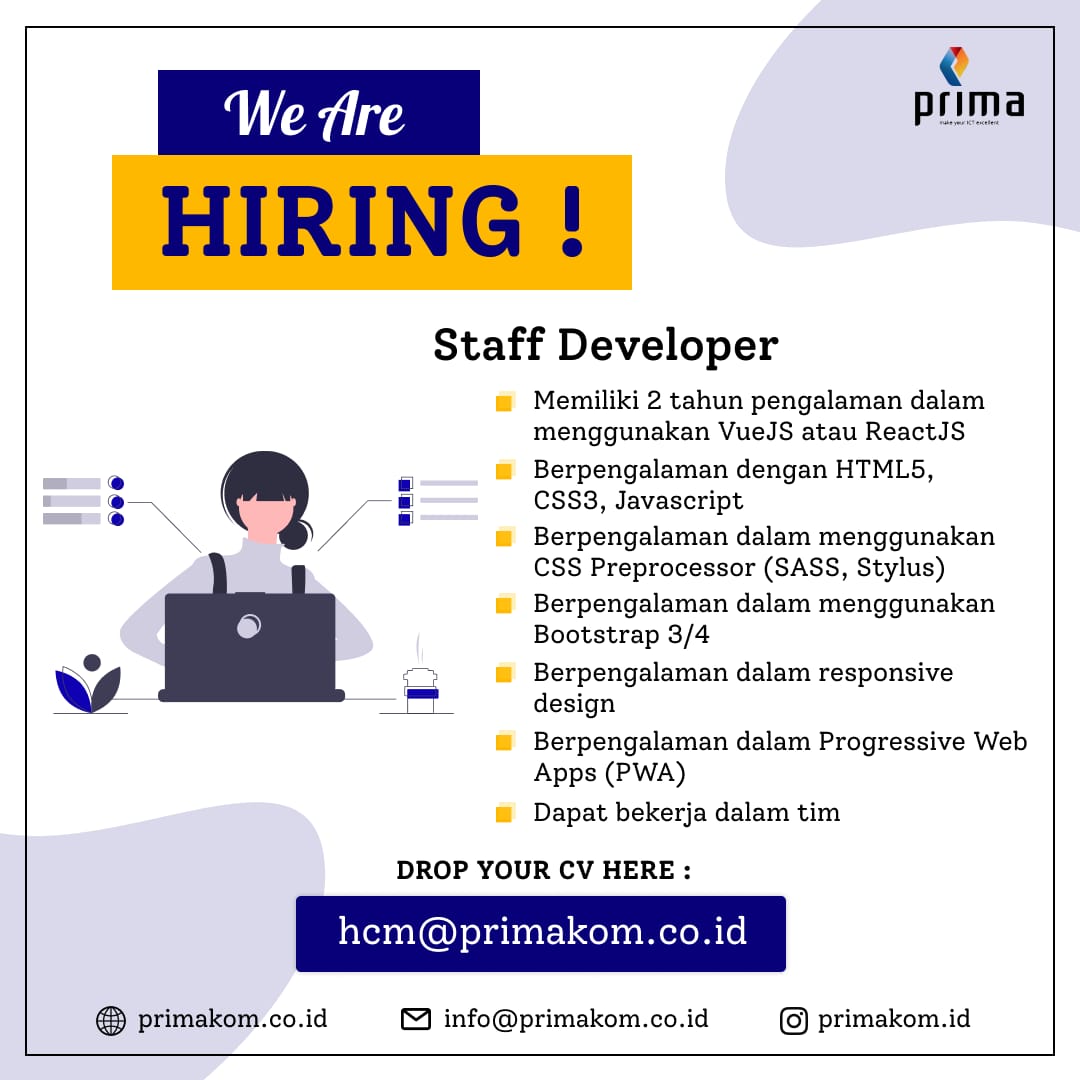 We Are
HIRING !
prima
make your ICT excellent
Staff Developer
Memiliki 2 tahun pengalaman dalam
menggunakan VueJS atau ReactJS
Berpengalaman dengan HTML5,
CSS3, Javascript
Berpengalaman dalam menggunakan
CSS Preprocessor (SASS, Stylus)
Berpengalaman dalam menggunakan
Bootstrap 3/4
Berpengalaman dalam responsive
design
Berpengalaman dalam Progressive Web
Apps (PWA)
Dapat bekerja dalam tim
DROP YOUR CV HERE :
hcm@primakom.co.id
primakom.co.id
info@primakom.co.id
primakom.id